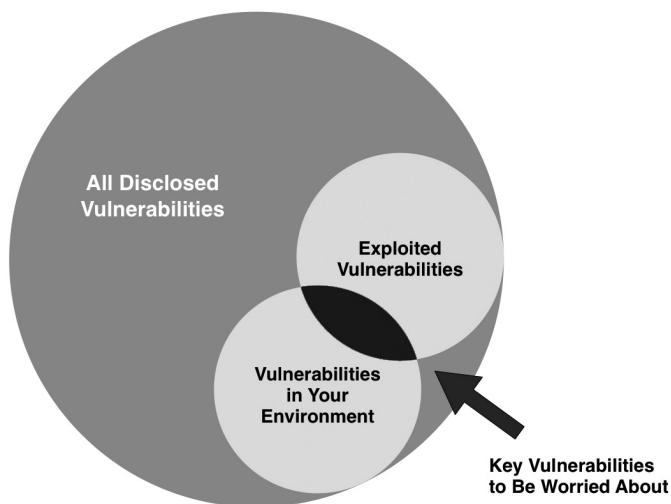 All Disclosed
Vulnerabilities
Exploited
Vulnerabilities
Vulnerabilities
in Your
Environment
Key Vulnerabilities
to Be Worried About